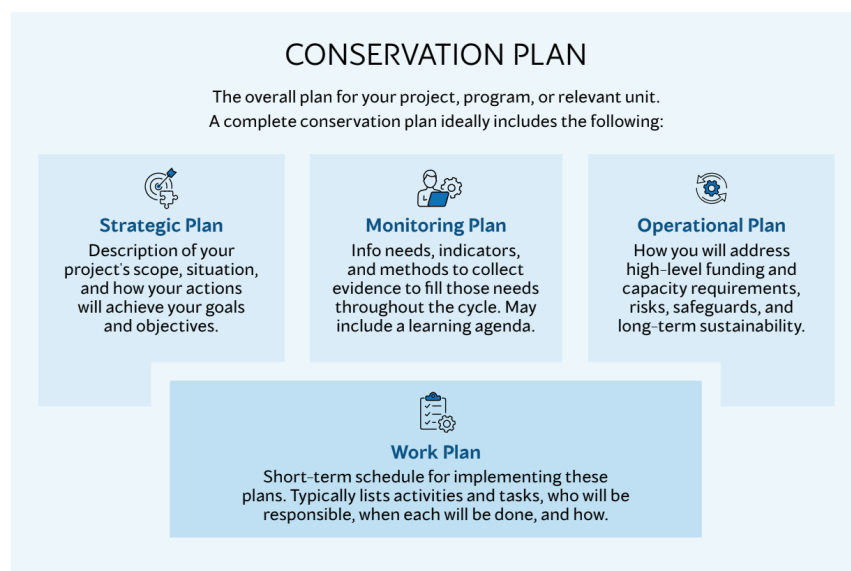 CONSERVATION PLAN
The overall plan for your project, program, or relevant unit.
A complete conservation plan ideally includes the following:
Strategic Plan
Description of your
project's scope, situation,
and how your actions
will achieve your goals
and objectives.
Monitoring Plan
Info needs, indicators,
and methods to collect
evidence to fill those needs
throughout the cycle. May
include a learning agenda.
Operational Plan
How you will address
high-level funding and
capacity requirements,
risks, safeguards, and
long-term sustainability.
Work Plan
Short-term schedule for implementing these
plans. Typically lists activities and tasks, who will be
responsible, when each will be done, and how.